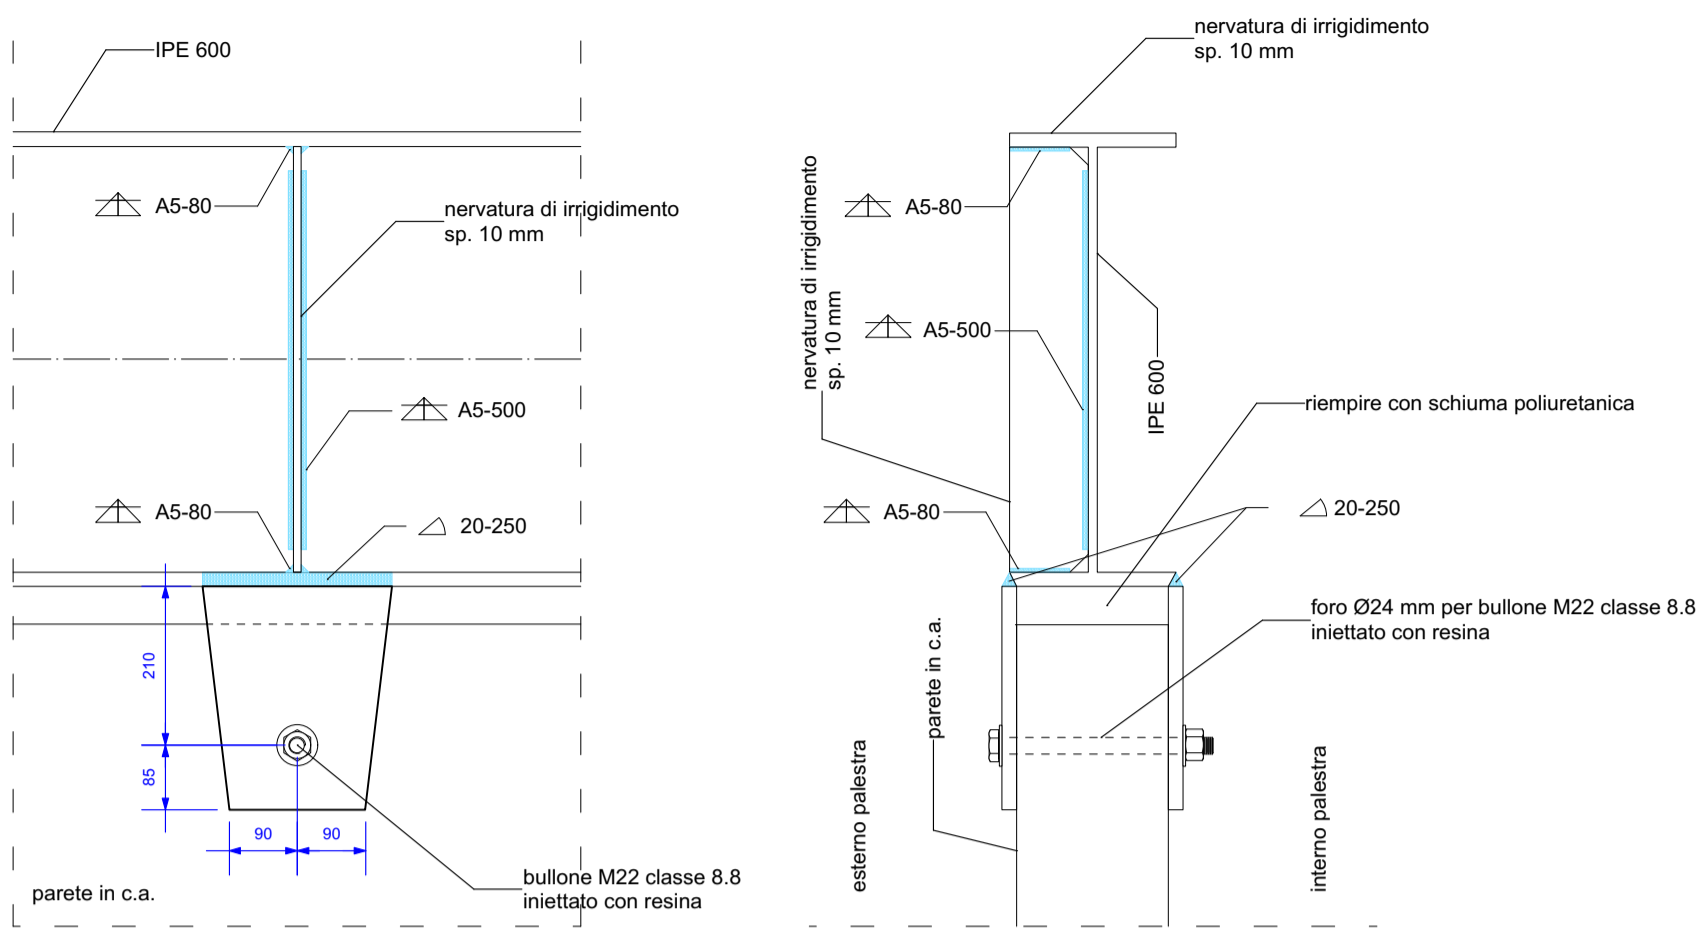 IPE 600
A5-80
nervatura di irrigidimento
sp. 10 mm
A5-500
A5-80
20-250
210
85
90
90
bullone M22 classe 8.8
iniettato con resina
parete in c.a.
nervatura di irrigidimento
sp. 10 mm
nervatura di irrigidimento
sp. 10 mm
A5-80
A5-500
IPE 600
riempire con schiuma poliuretanica
A5-80
20-250
foro Ø24 mm per bullone M22 classe 8.8
iniettato con resina
parete in c.a.
esterno palestra
interno palestra